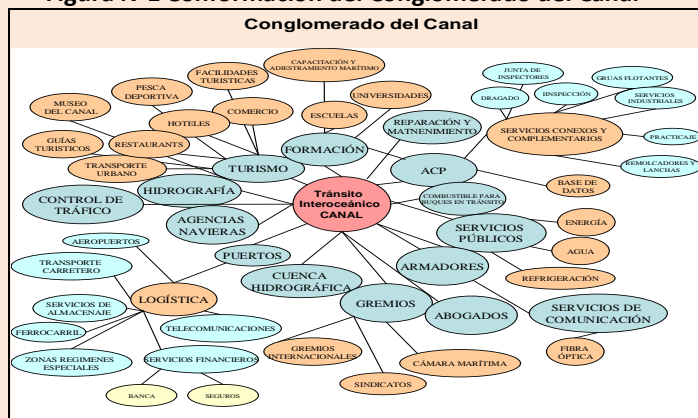 Conglomerado del Canal
CAPACITACIÓN Y
ADIESTRAMIENTO MARÍTIMO
FACILIDADES
TURISTICAS
PESCA
DEPORTIVA
MUSEO
DEL CANAL
HOTELES
COMERCIO
ESCUELAS
UNIVERSIDADES
JUNTA DE
INSPECTORES
DRAGADO
IINSPECCIÓN
GRUAS FLOTANTES
SERVICIOS
INDUSTRIALES
SERVICIOS CONEXOS Y
COMPLEMENTARIOS
PRACTICAJE
REMOLCADORES Y
LANCHAS
GUÍAS
TURISTICOS
RESTAURANTS
TRANSPORTE
URBANO
TURISMO
FORMACIÓN
REPARACIÓN Y
MATNENIMIENTO
ACP
BASE DE
DATOS
HIDROGRAFÍA
CONTROL DE
TRÁFICO
AGENCIAS
NAVIERAS
Tránsito
Interoceánico
CANAL
COMBUSTIBLE PARA
BUQUES EN TRÁNSITO
SERVICIOS
PÚBLICOS
ENERGÍA
AGUA
REFRIGERACIÓN
AEROPUERTOS
TRANSPORTE
CARRETERO
PUERTOS
CUENCA
HIDROGRÁFICA
ARMADORES
LOGÍSTICA
SERVICIOS DE
ALMACENAJE
FERROCARRIL
TELECOMUNICACIONES
GREMIOS
ABOGADOS
SERVICIOS DE
COMUNICACIÓN
FIBRA
ÓPTICA
ZONAS REGIMENES
ESPECIALES
SERVICIOS FINANCIEROS
GREMIOS
INTERNACIONALES
CÁMARA MARÍTIMA
SINDICATOS
BANCA
SEGUROS